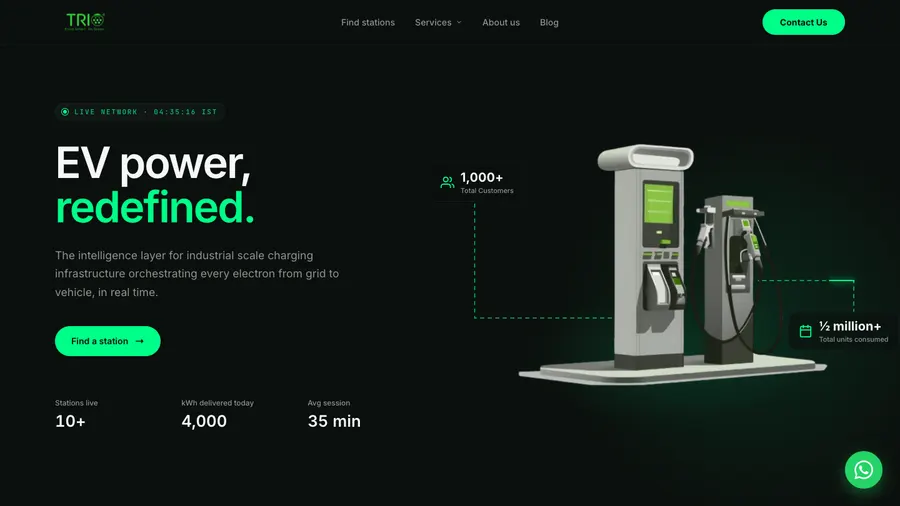 TRIO
Find stations
Services
About us
Blog
Contact Us
LIVE NETWORK · 04:35:16 IST
EV power,
redefined.
The intelligence layer for industrial scale charging
infrastructure orchestrating every electron from grid to
vehicle, in real time.
Find a station →
Stations live
10+
kWh delivered today
4,000
Avg session
35 min
1,000+
Total Customers
½ million+
Total units consumed